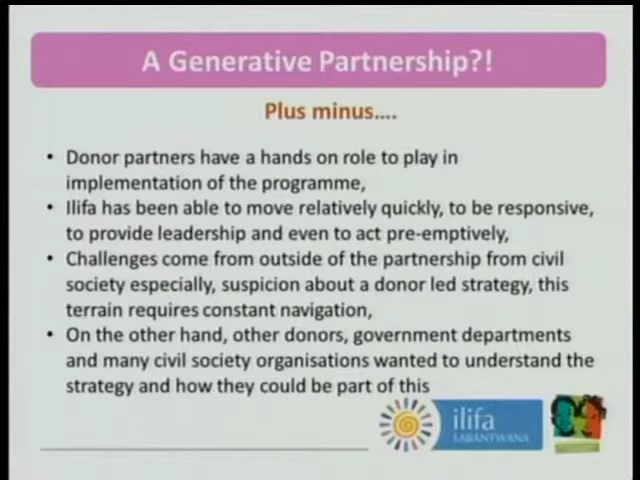 A Generative Partnership?!
Plus minus....
• Donor partners have a hands on role to play in
implementation of the programme,
• Ilifa has been able to move relatively quickly, to be responsive,
to provide leadership and even to act pre-emptively,
• Challenges come from outside of the partnership from civil
society especially, suspicion about a donor led strategy, this
terrain requires constant navigation,
• On the other hand, other donors, government departments
and many civil society organisations wanted to understand the
strategy and how they could be part of this
ilifa
LABANTWANA